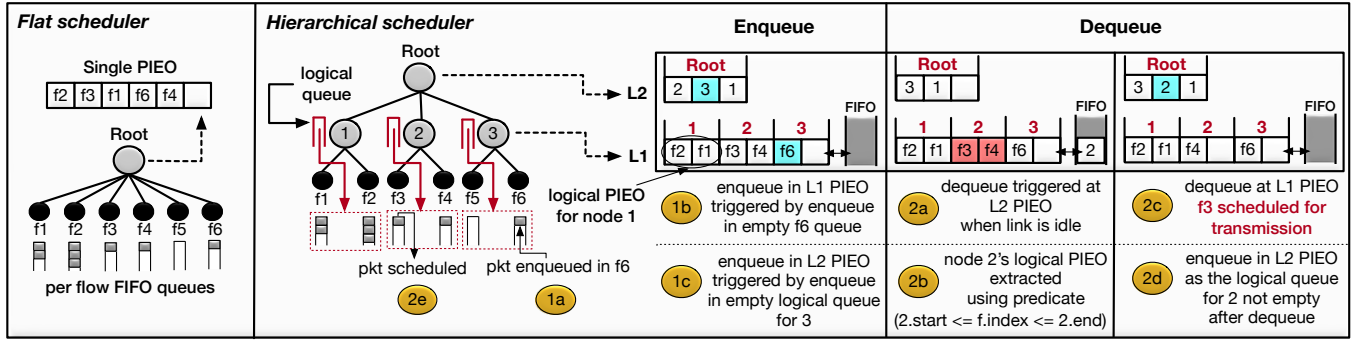 Flat scheduler
Single PIEO
f2 f3 f1 f6 f4
Root
f1 f2 f3 f4 f5 f6
per flow FIFO queues
Hierarchical scheduler
Root
logical
queue
1 2 3
f1 f2 f3 f4 f5 f6
pkt scheduled
pkt enqueued in f6
2e
1a
L2
L1
logical PIEO
for node 1
Enqueue
Root
2 3 1
FIFO
1 2 3
f2 f1 f3 f4 f6
1b
enqueue in L1 PIEO
triggered by enqueue
in empty f6 queue
1c
enqueue in L2 PIEO
triggered by enqueue
in empty logical queue
for 3
Dequeue
Root
3 1
FIFO
1 2 3
f2 f1 f3 f4 f6
2
2a
dequeue triggered at
L2 PIEO
when link is idle
2b
node 2's logical PIEO
extracted
using predicate
(2.start <= f.index <= 2.end)
Root
3 2 1
FIFO
1 2 3
f2 f1 f4 f6
2c
dequeue at L1 PIEO
f3 scheduled for
transmission
2d
enqueue in L2 PIEO
as the logical queue
for 2 not empty
after dequeue